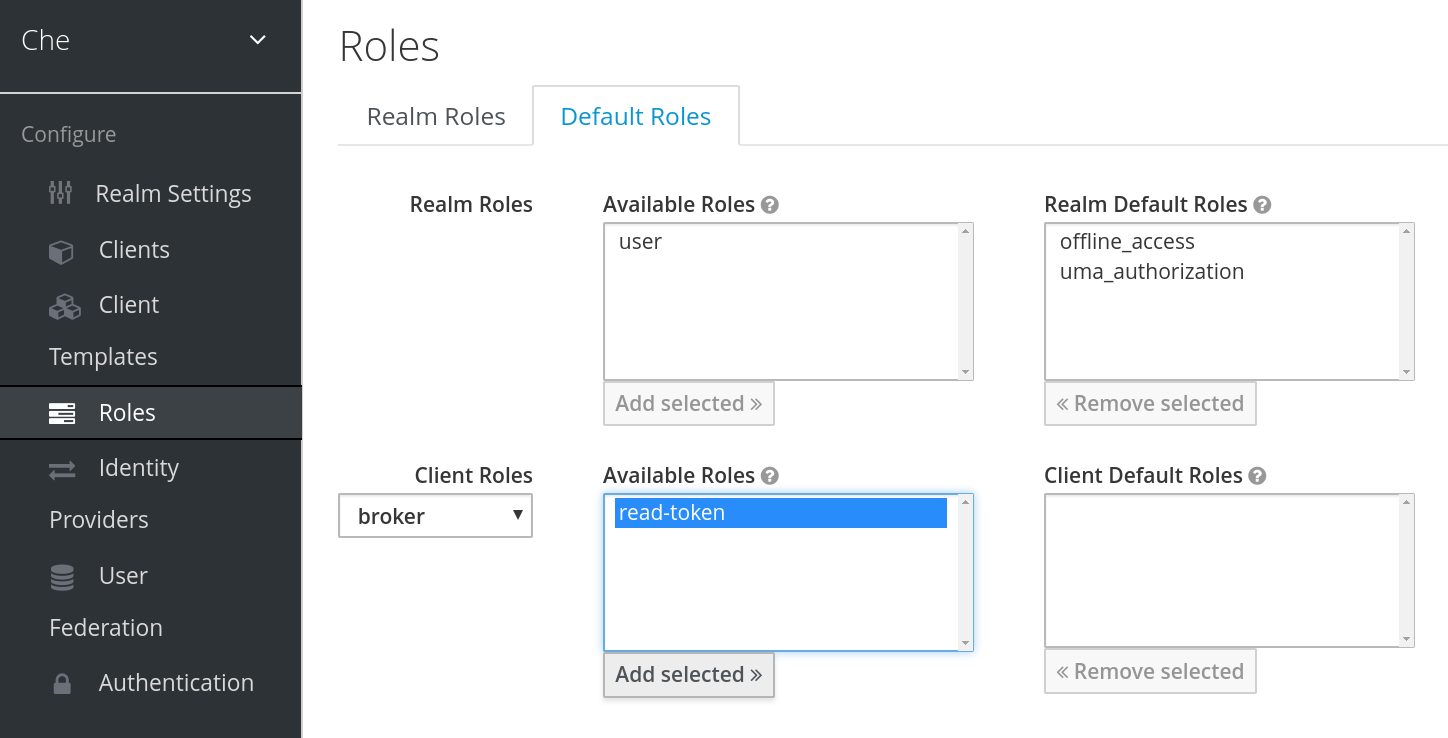 Che
Configure
Realm Settings
Clients
Client
Templates
Roles
Identity
Providers
User
Federation
Authentication
Roles
Realm Roles
Default Roles
Realm Roles
Available Roles ?
user
Add selected »
Realm Default Roles ?
offline_access
uma_authorization
« Remove selected
Client Roles
broker
Available Roles ?
read-token
Add selected »
Client Default Roles ?
« Remove selected